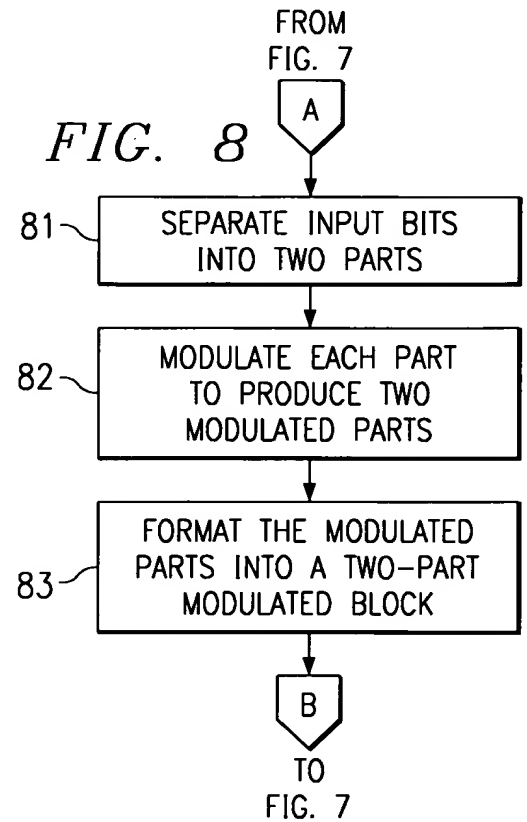 FROM
FIG. 7
A
FIG. 8
81
SEPARATE INPUT BITS
INTO TWO PARTS
82
MODULATE EACH PART
TO PRODUCE TWO
MODULATED PARTS
83
FORMAT THE MODULATED
PARTS INTO A TWO-PART
MODULATED BLOCK
B
TO
FIG. 7